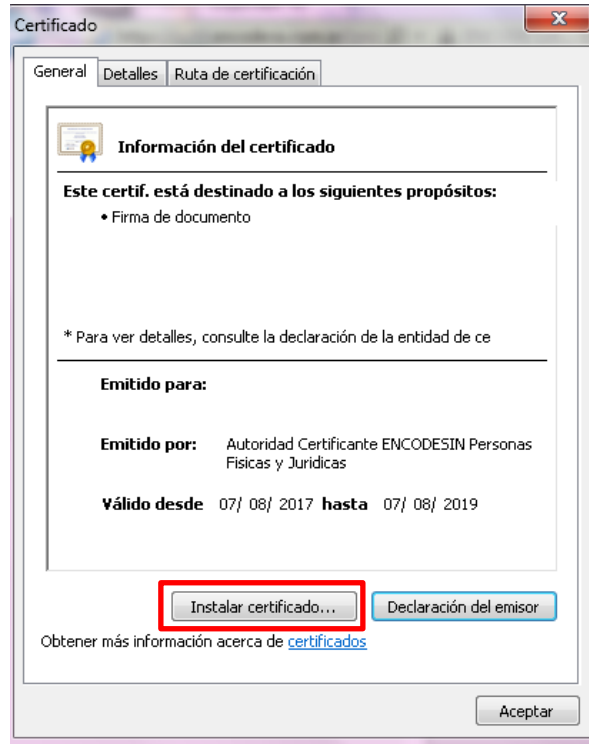 Certificado
General Detalles Ruta de certificación
Información del certificado
Este certif. está destinado a los siguientes propósitos:
• Firma de documento
* Para ver detalles, consulte la declaración de la entidad de ce
Emitido para:
Emitido por: Autoridad Certificante ENCODESIN Personas
Fisicas y Juridicas
Válido desde 07/ 08/ 2017 hasta 07/ 08/ 2019
Instalar certificado... Declaración del emisor
Obtener más información acerca de certificados
Aceptar